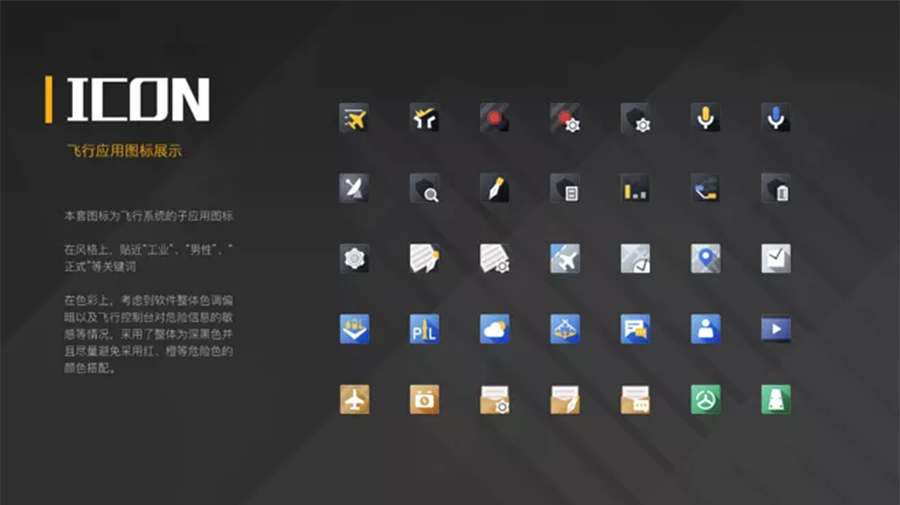 ICON
飞行应用图标展示
本套图标为飞行系统的子应用图标
在风格上，贴近“工业”、“男性”、“
正式”等关键词
在色彩上，考虑到软件整体色调偏
暗以及飞行控制台对危险信息的敏
感等情况，采用了整体为深黑色并
且尽量避免采用红、橙等危险色的
颜色搭配。